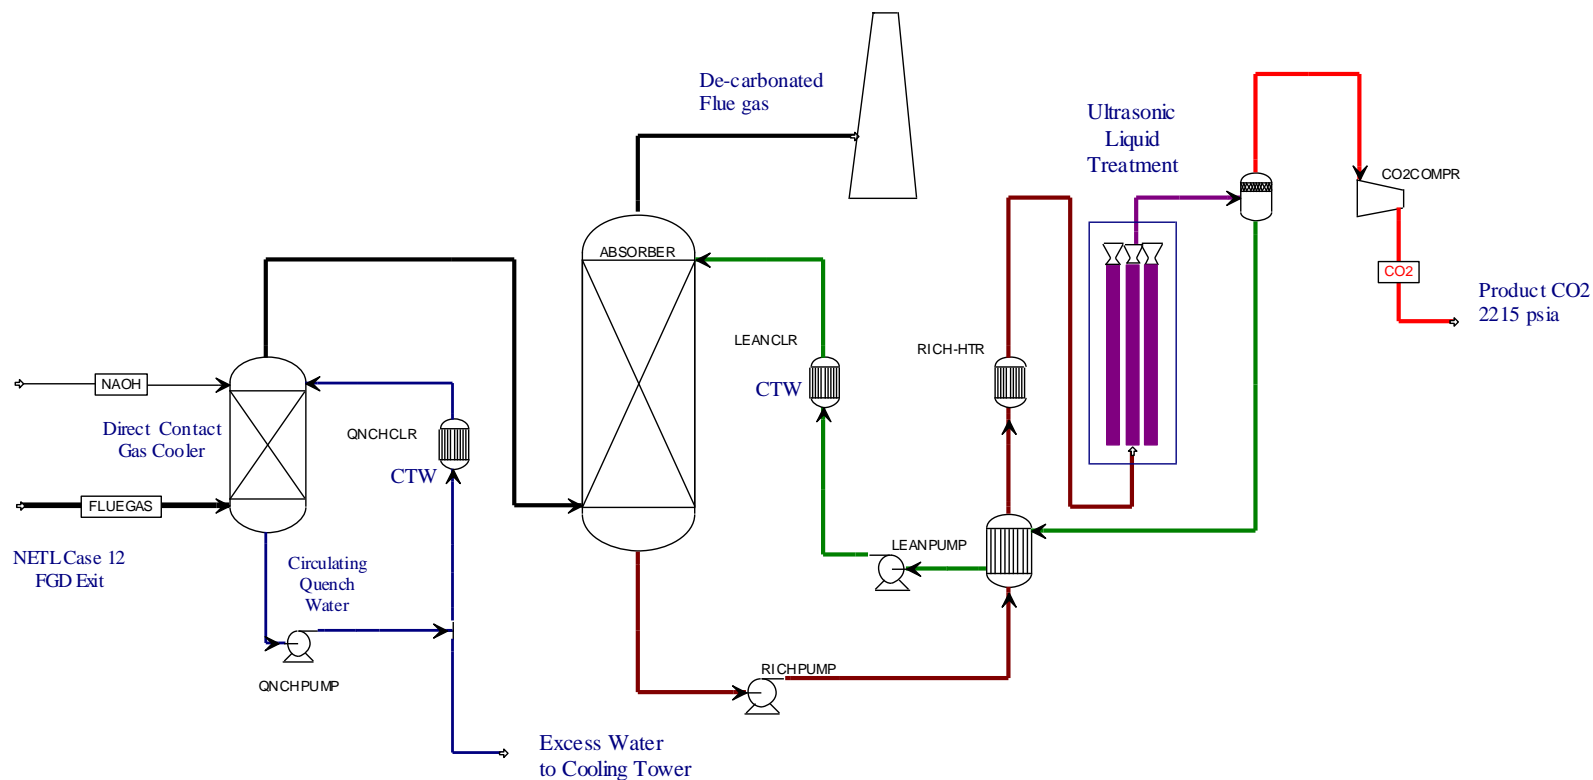 De-carbonated
Flue gas
Ultrasonic
Liquid
Treatment
CO2COMPR
ABSORBER
CO2
Product CO2
2215 psia
LEANCLR
CTW
RICH-HTR
NAOH
Direct Contact
Gas Cooler
QNCHCLR
CTW
FLUEGAS
NETL Case 12
FGD Exit
Circulating
Quench
Water
LEANPUMP
QNCHPUMP
RICHPUMP
Excess Water
to Cooling Tower